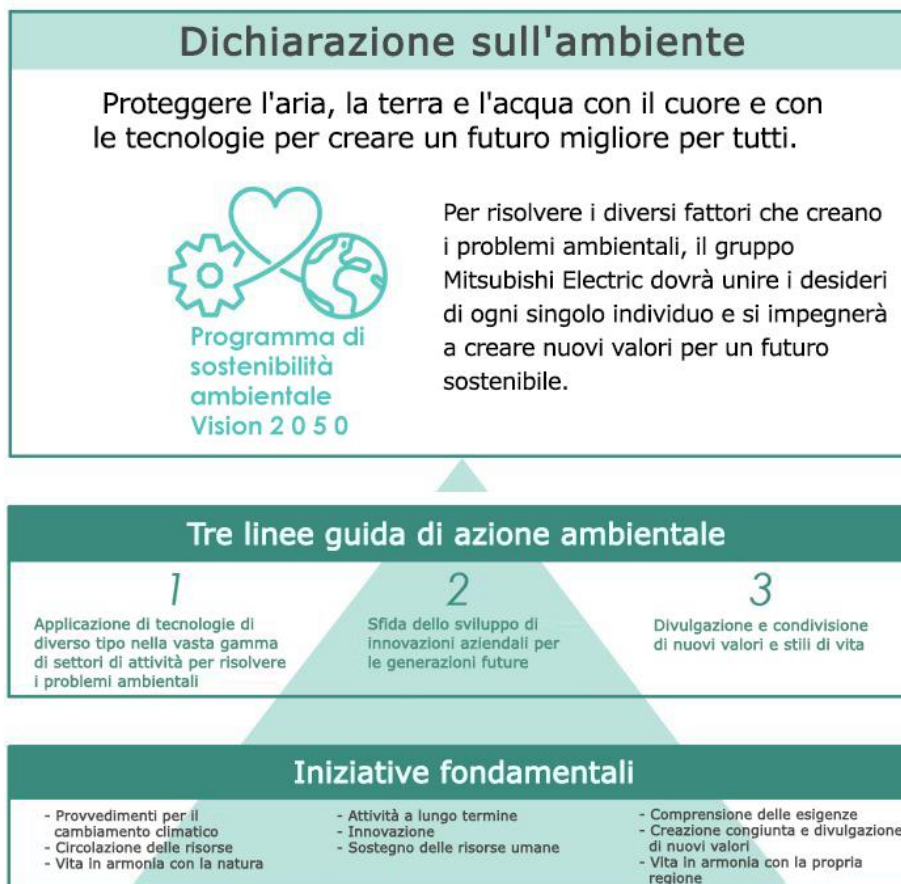 Dichiarazione sull'ambiente
Proteggere l'aria, la terra e l'acqua con il cuore e con
le tecnologie per creare un futuro migliore per tutti.
Programma di
sostenibilità
ambientale
Vision 2 0 5 0
Per risolvere i diversi fattori che creano
i problemi ambientali, il gruppo
Mitsubishi Electric dovrà unire i desideri
di ogni singolo individuo e si impegnerà
a creare nuovi valori per un futuro
sostenibile.
Tre linee guida di azione ambientale
1
Applicazione di tecnologie di
diverso tipo nella vasta gamma
di settori di attività per risolvere
i problemi ambientali
2
Sfida dello sviluppo di
innovazioni aziendali per
le generazioni future
3
Divulgazione e condivisione
di nuovi valori e stili di vita
Iniziative fondamentali
- Provvedimenti per il
cambiamento climatico
- Circolazione delle risorse
- Vita in armonia con la natura
- Attività a lungo termine
- Innovazione
- Sostegno delle risorse umane
- Comprensione delle esigenze
- Creazione congiunta e divulgazione
di nuovi valori
- Vita in armonia con la propria
regione